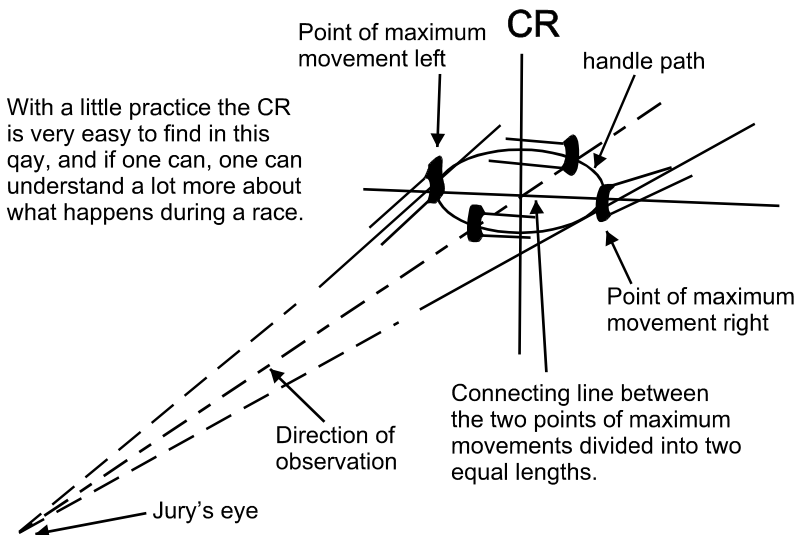 Point of maximum
movement left
CR
handle path
With a little practice the CR
is very easy to find in this
qay, and if one can, one can
understand a lot more about
what happens during a race.
Point of maximum
movement right
Connecting line between
the two points of maximum
movements divided into two
equal lengths.
Direction of
observation
Jury's eye